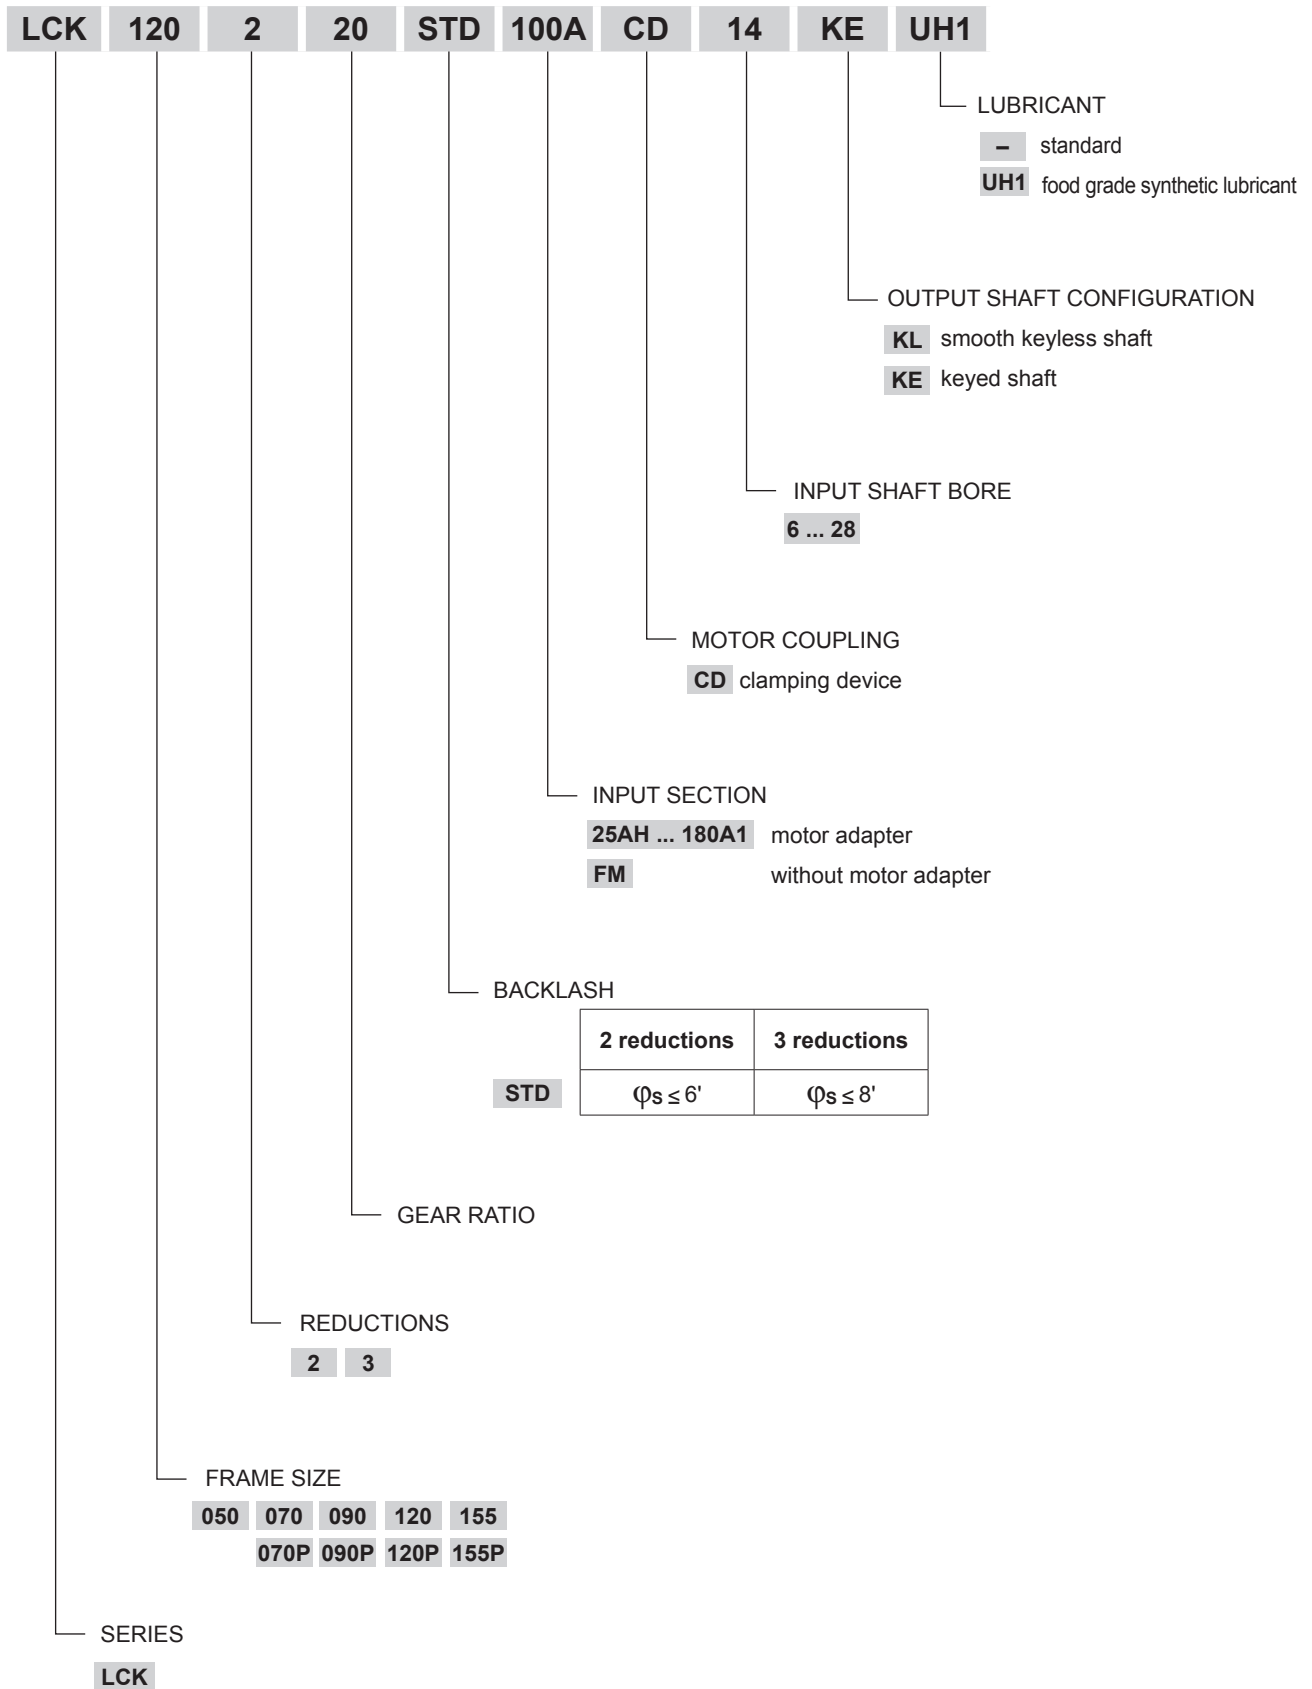 LCK 120 2 20 STD 100A CD 14 KE UH1
LUBRICANT
– standard
UH1 food grade synthetic lubricant
OUTPUT SHAFT CONFIGURATION
KL smooth keyless shaft
KE keyed shaft
INPUT SHAFT BORE
6 ... 28
MOTOR COUPLING
CD clamping device
INPUT SECTION
25AH ... 180A1 motor adapter
FM without motor adapter
BACKLASH
2 reductions 3 reductions
STD φs ≤ 6' φs ≤ 8'
GEAR RATIO
REDUCTIONS
2 3
FRAME SIZE
050 070 090 120 155
070P 090P 120P 155P
SERIES
LCK